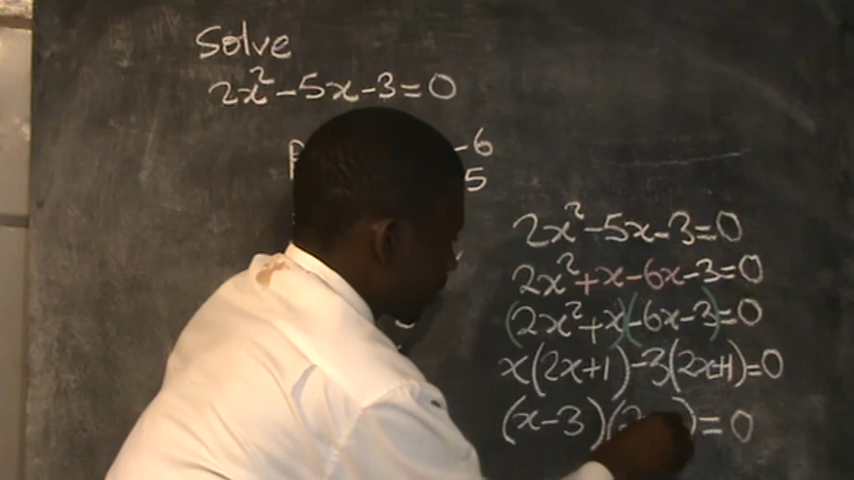 Solve
2x²-5x-3=0
-6
5
2x²-5x-3=0
2x²+x-6x-3=0
(2x²+x)(-6x-3)=0
x(2x+1)-3(2x+1)=0
(x-3)(2 )=0